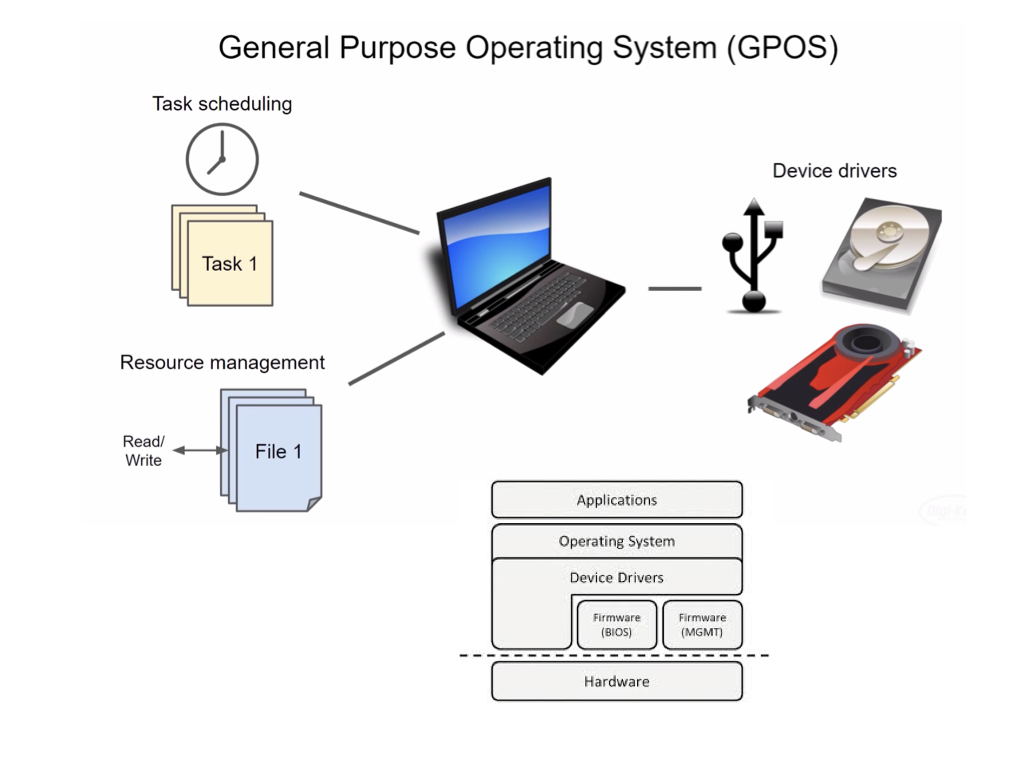 General Purpose Operating System (GPOS)
Task scheduling
Task 1
Device drivers
Resource management
Read/
Write
File 1
Applications
Operating System
Device Drivers
Firmware
(BIOS)
Firmware
(MGMT)
Hardware